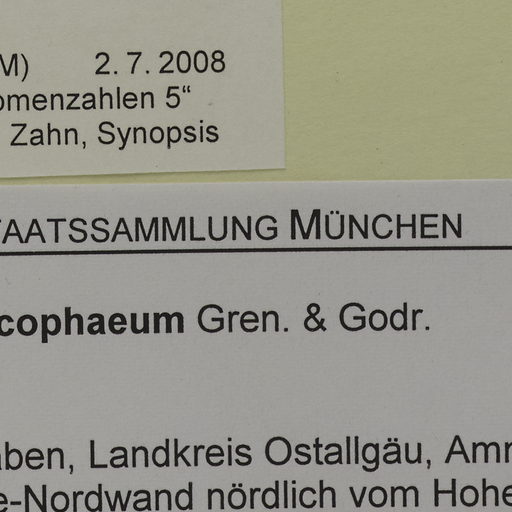 M) 2. 7. 2008
omenzahlen 5“
Zahn, Synopsis
TAATSSAMMLUNG MÜNCHEN
cophaeum Gren. & Godr.
aben, Landkreis Ostallgäu, Amm
e-Nordwand nördlich vom Hohe